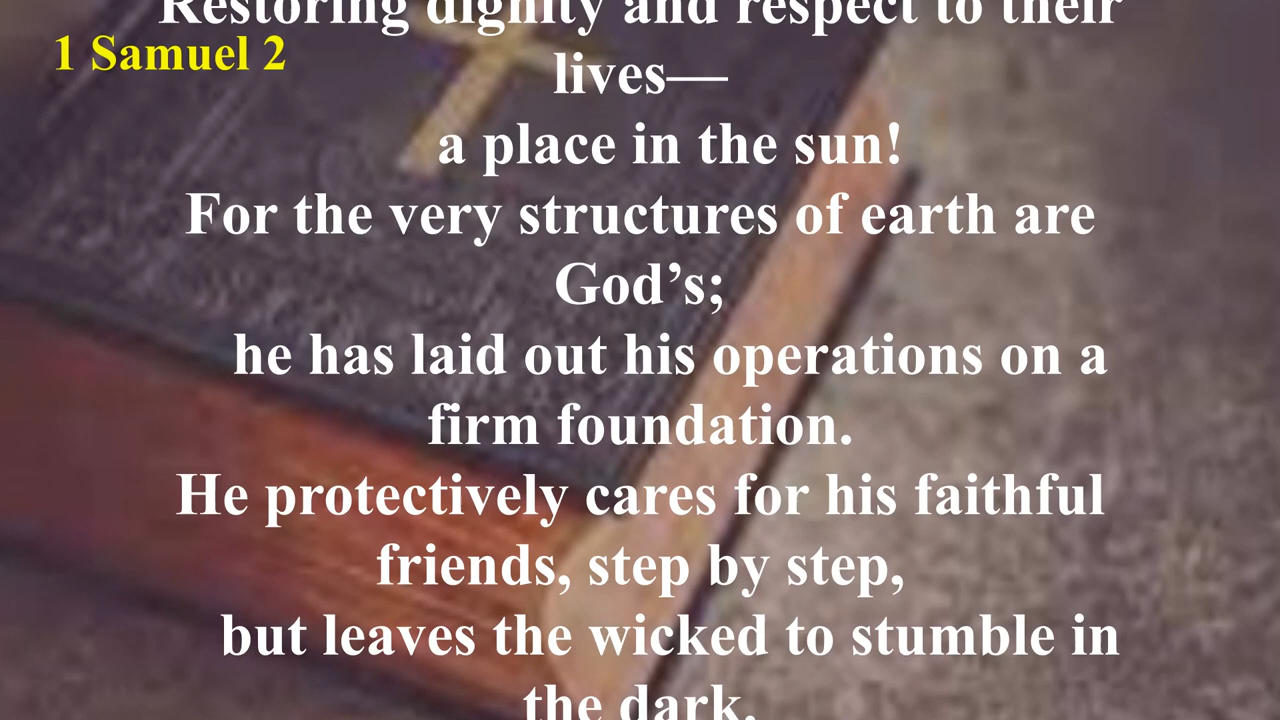 Restoring dignity and respect to their
1 Samuel 2
lives—
a place in the sun!
For the very structures of earth are
God’s;
he has laid out his operations on a
firm foundation.
He protectively cares for his faithful
friends, step by step,
but leaves the wicked to stumble in
the dark.